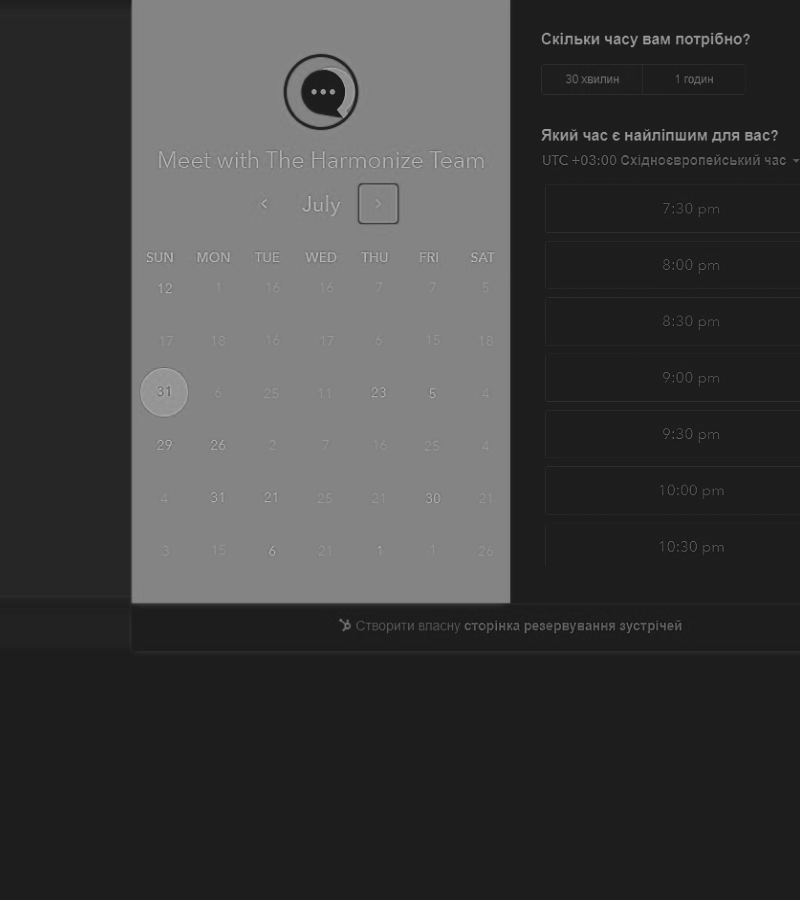 Meet with The Harmonize Team
July
SUN MON TUE WED THU FRI SAT
12 1 16 16 7 7 5
17 18 16 17 6 15 18
31 6 25 11 23 5 4
29 26 2 7 16 25 4
4 31 21 25 21 30 21
3 15 6 21 1 1 26
Скільки часу вам потрібно?
30 хвилин 1 годин
Який час є найліпшим для вас?
UTC +03:00 Східноєвропейський час
7:30 pm
8:00 pm
8:30 pm
9:00 pm
9:30 pm
10:00 pm
10:30 pm
Створити власну сторінка резервування зустрічей